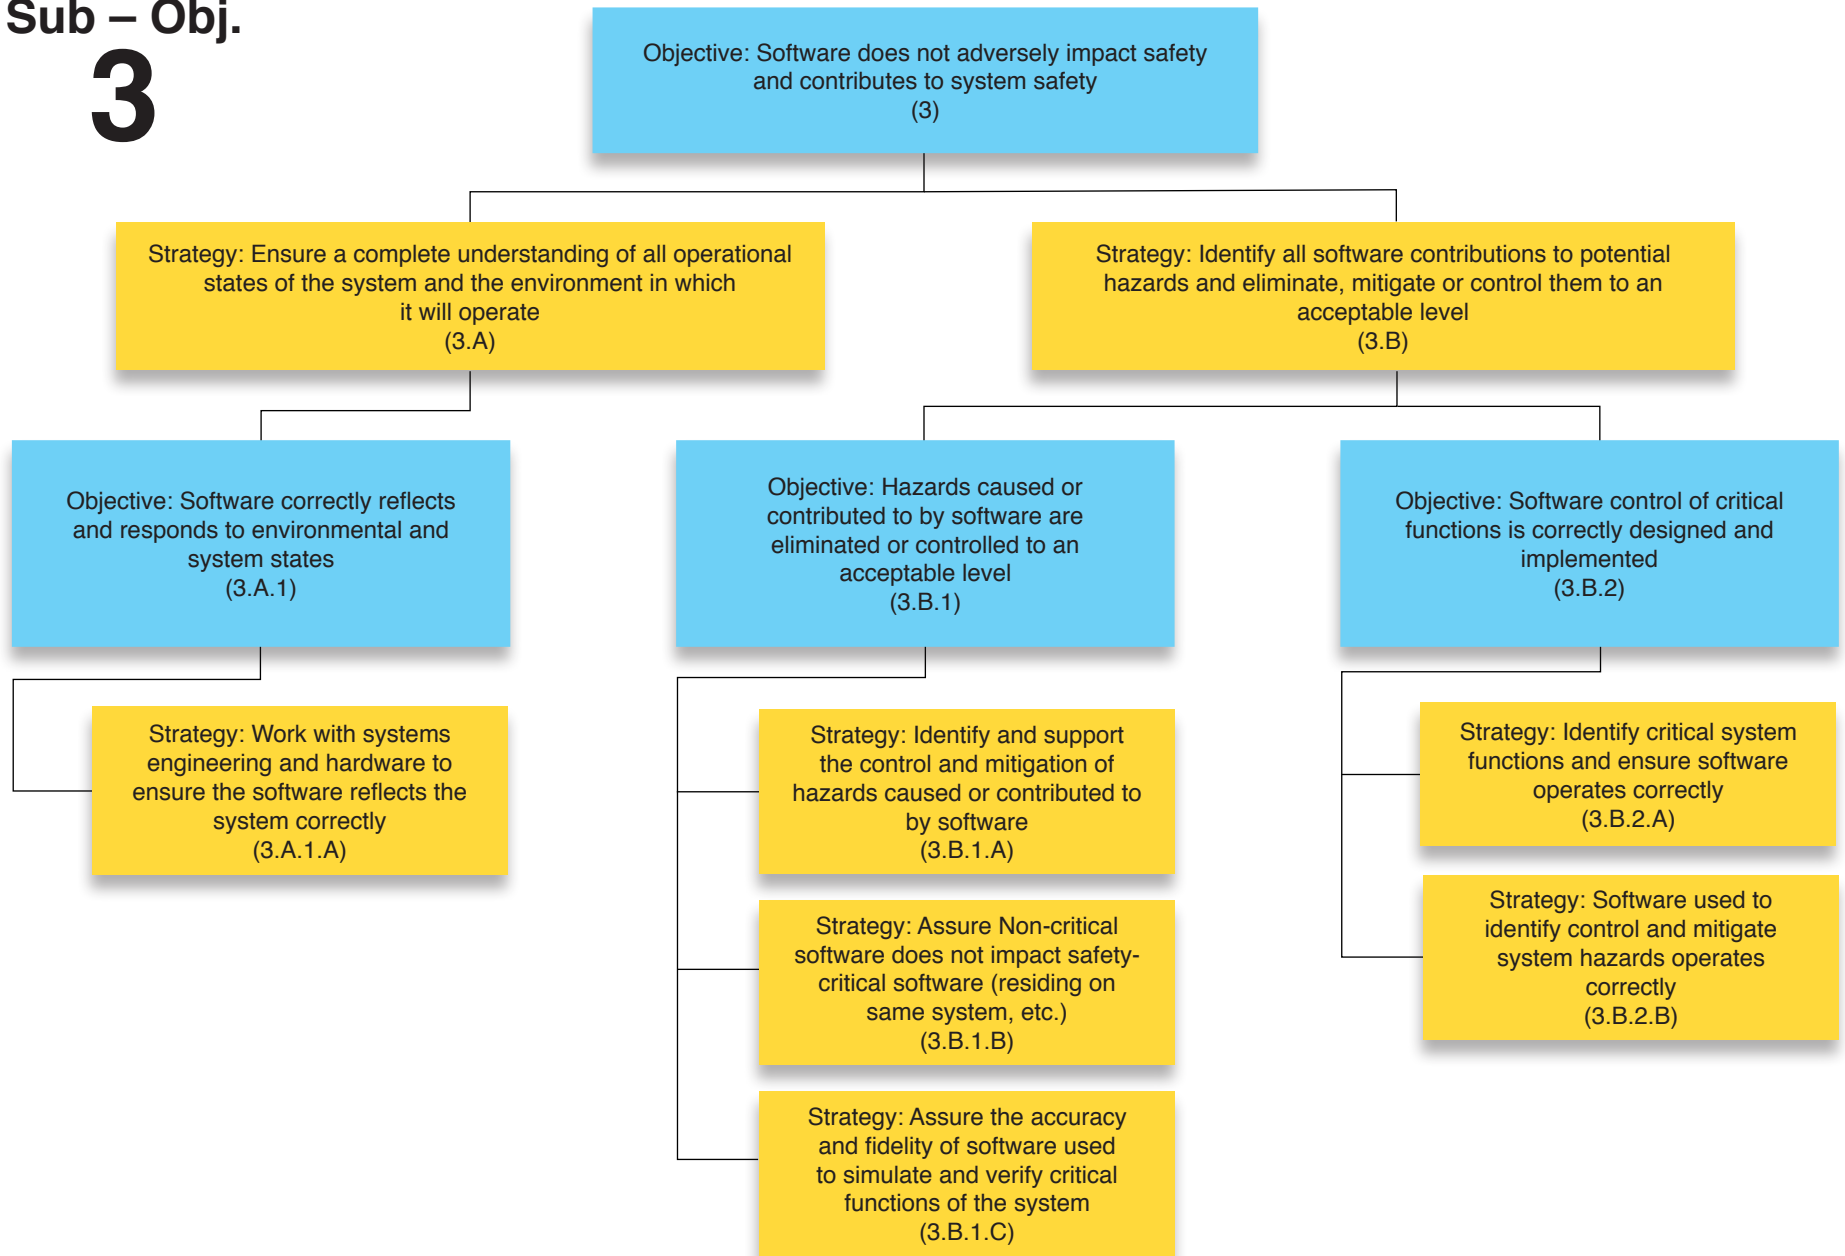 Sub – Obj.
3
Objective: Software does not adversely impact safety
and contributes to system safety
(3)
Strategy: Ensure a complete understanding of all operational
states of the system and the environment in which
it will operate
(3.A)
Strategy: Identify all software contributions to potential
hazards and eliminate, mitigate or control them to an
acceptable level
(3.B)
Objective: Software correctly reflects
and responds to environmental and
system states
(3.A.1)
Objective: Hazards caused or
contributed to by software are
eliminated or controlled to an
acceptable level
(3.B.1)
Objective: Software control of critical
functions is correctly designed and
implemented
(3.B.2)
Strategy: Work with systems
engineering and hardware to
ensure the software reflects the
system correctly
(3.A.1.A)
Strategy: Identify and support
the control and mitigation of
hazards caused or contributed to
by software
(3.B.1.A)
Strategy: Assure Non-critical
software does not impact safety-
critical software (residing on
same system, etc.)
(3.B.1.B)
Strategy: Assure the accuracy
and fidelity of software used
to simulate and verify critical
functions of the system
(3.B.1.C)
Strategy: Identify critical system
functions and ensure software
operates correctly
(3.B.2.A)
Strategy: Software used to
identify control and mitigate
system hazards operates
correctly
(3.B.2.B)